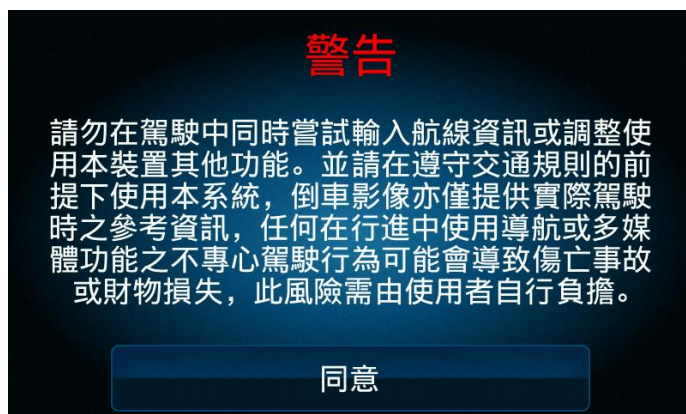 警告
請勿在駕駛中同時嘗試輸入航線資訊或調整使
用本裝置其他功能。並請在遵守交通規則的前
提下使用本系統，倒車影像亦僅提供實際駕駛
時之參考資訊，任何在行進中使用導航或多媒
體功能之不專心駕駛行為可能會導致傷亡事故
或財物損失，此風險需由使用者自行負擔。
同意